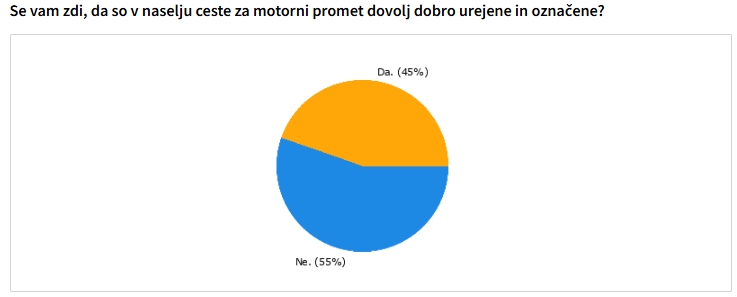 Se vam zdi, da so v naselju ceste za motorni promet dovolj dobro urejene in označene?
Da. (45%)
Ne. (55%)